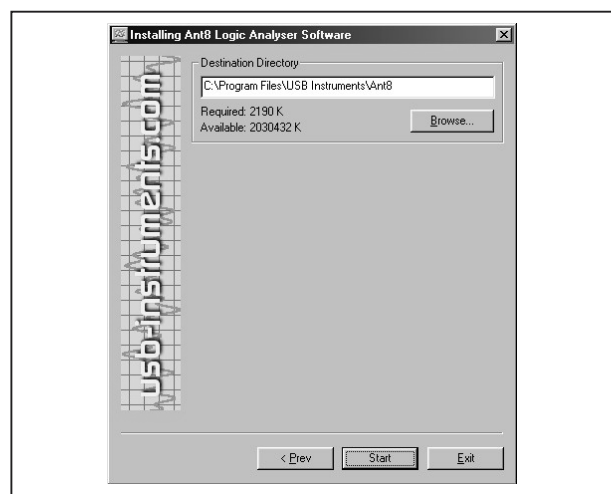 Installing Ant8 Logic Analyser Software
usb-instruments.com
Destination Directory
C:\Program Files\USB Instruments\Ant8
Required: 2190 K
Available: 2030432 K
Browse...
< Prev
Start
Exit